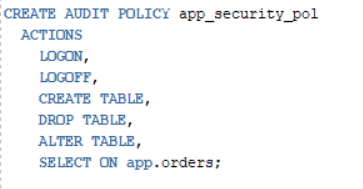 CREATE AUDIT POLICY app_security_pol
ACTIONS
LOGON,
LOGOFF,
CREATE TABLE,
DROP TABLE,
ALTER TABLE,
SELECT ON app.orders;